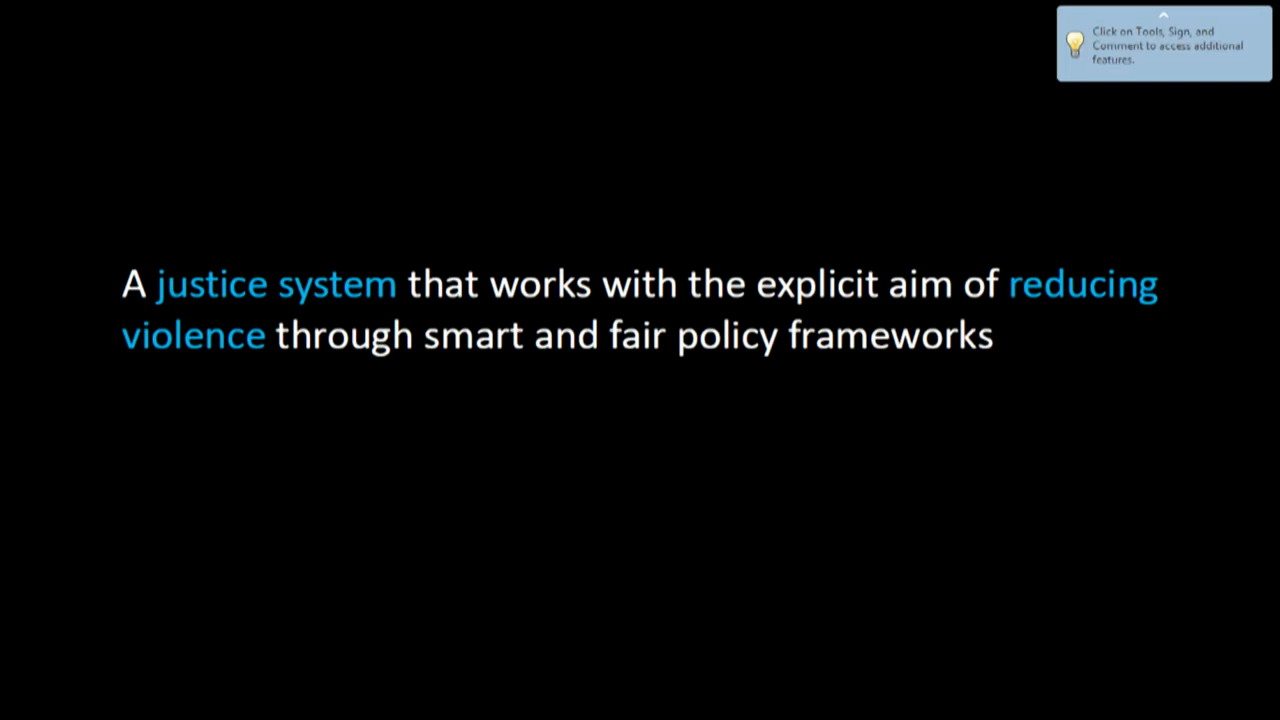 Click on Tools, Sign, and
Comment to access additional
features.
A justice system that works with the explicit aim of reducing
violence through smart and fair policy frameworks